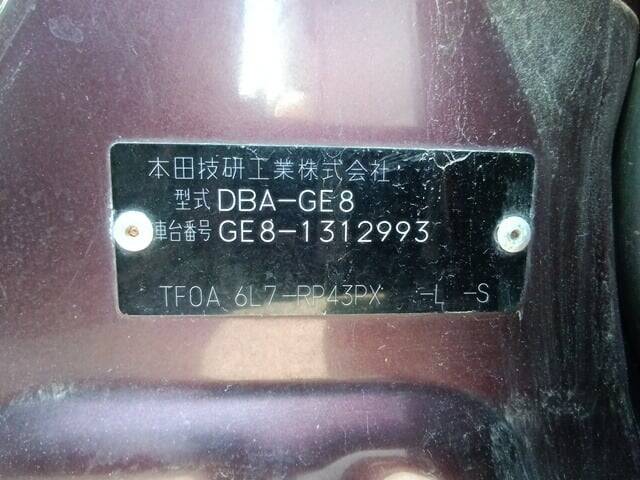 本田技研工業株式会社
型式 DBA-GE8
車台番号 GE8-1312993
TF0A 6L7-RP43PX -L -S